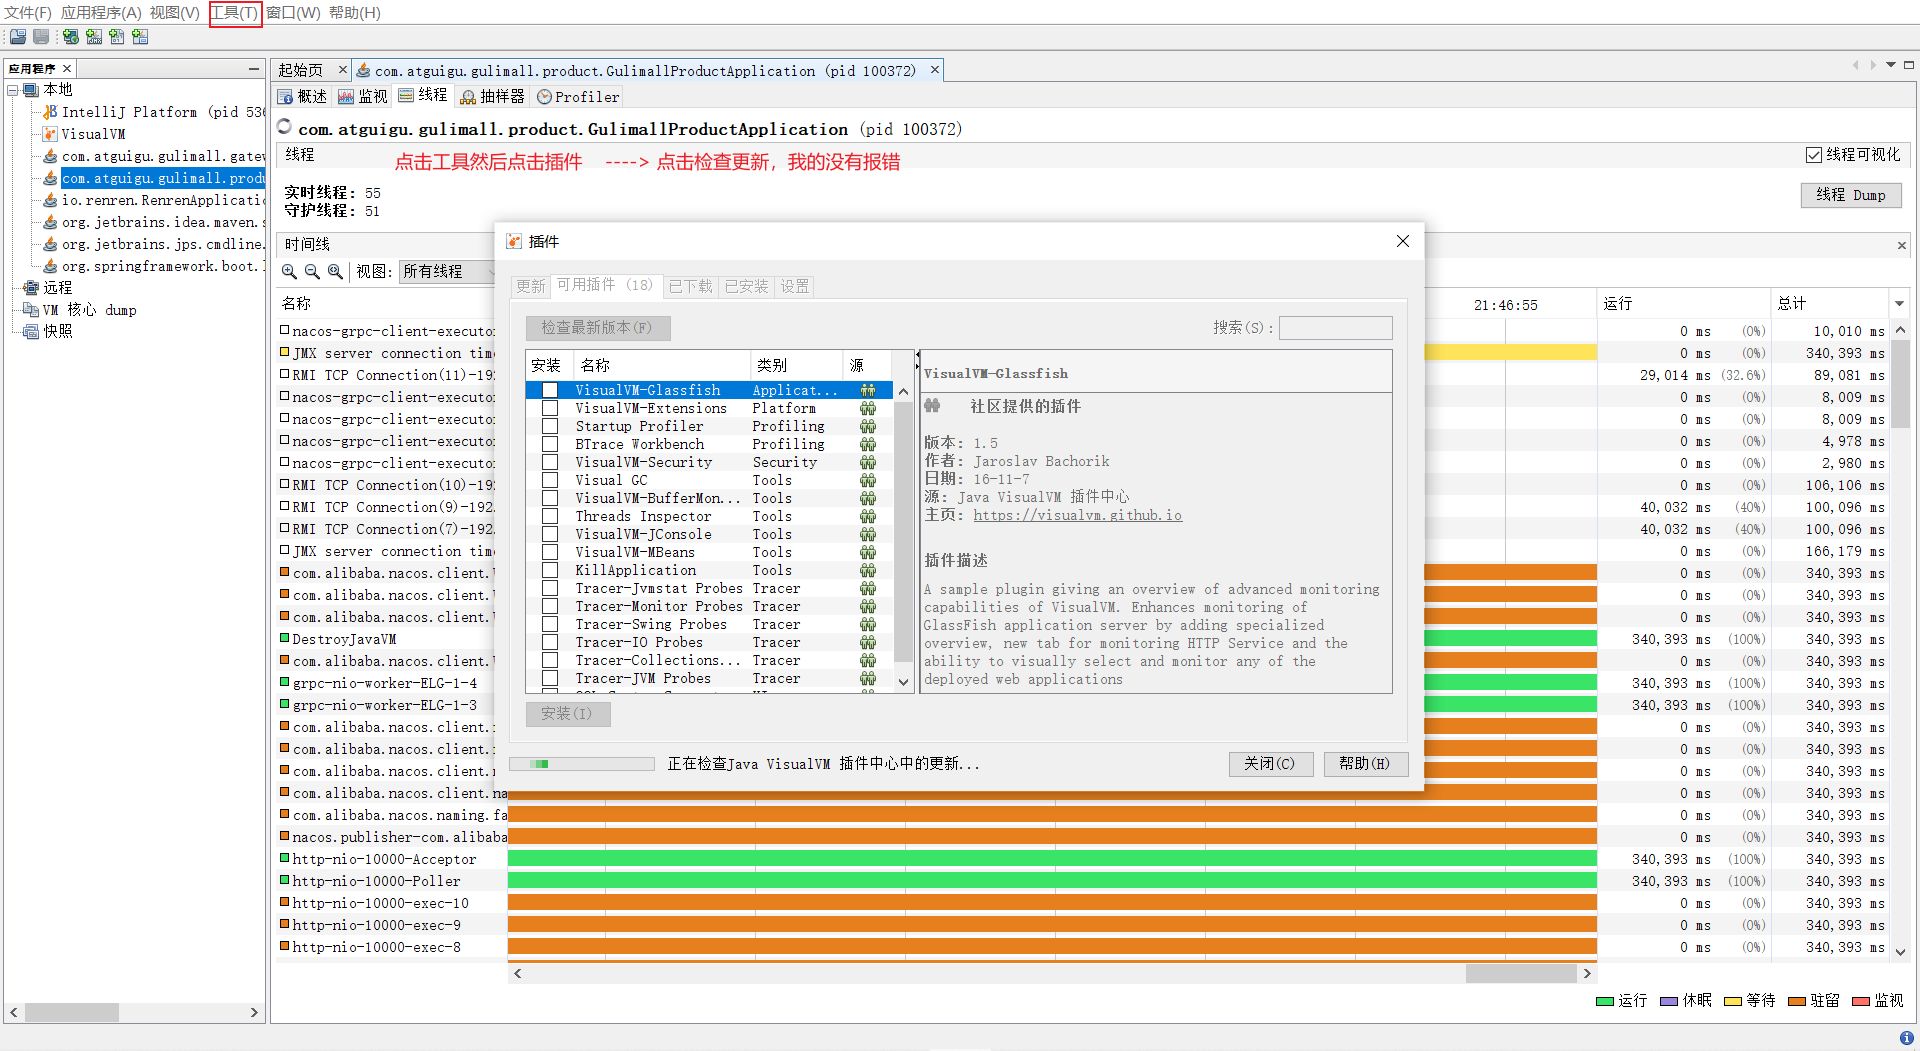 文件(F) 应用程序(A) 视图(V) 工具(T) 窗口(W) 帮助(H)
应用程序
起始页
com.atguigu.gulimall.product.GulimallProductApplication (pid 100372)
本地
IntelliJ Platform (pid 536
VisualVM
com.atguigu.gulimall.gatew
com.atguigu.gulimall.produ
io.renren.RenrenApplicatio
org.jetbrains.idea.maven.s
org.jetbrains.jps.cmdline.
org.springframework.boot.l
远程
VM 核心 dump
快照
概述 监视 线程 抽样器 Profiler
com.atguigu.gulimall.product.GulimallProductApplication (pid 100372)
线程
点击工具然后点击插件 ----> 点击检查更新，我的没有报错
线程可视化
实时线程: 55
守护线程: 51
线程 Dump
时间线
视图: 所有线程
名称 21:46:55 运行 总计
nacos-grpc-client-executor 0 ms (0%) 10,010 ms
JMX server connection time 0 ms (0%) 340,393 ms
RMI TCP Connection(11)-192 29,014 ms (32.6%) 89,081 ms
nacos-grpc-client-executor 0 ms (0%) 8,009 ms
nacos-grpc-client-executor 0 ms (0%) 8,009 ms
nacos-grpc-client-executor 0 ms (0%) 4,978 ms
nacos-grpc-client-executor 0 ms (0%) 2,980 ms
RMI TCP Connection(10)-192 0 ms (0%) 106,106 ms
RMI TCP Connection(9)-192. 40,032 ms (40%) 100,096 ms
RMI TCP Connection(7)-192. 40,032 ms (40%) 100,096 ms
JMX server connection time 0 ms (0%) 166,179 ms
com.alibaba.nacos.client. 0 ms (0%) 340,393 ms
com.alibaba.nacos.client. 0 ms (0%) 340,393 ms
com.alibaba.nacos.client. 0 ms (0%) 340,393 ms
DestroyJavaVM 340,393 ms (100%) 340,393 ms
com.alibaba.nacos.client. 0 ms (0%) 340,393 ms
grpc-nio-worker-ELG-1-4 340,393 ms (100%) 340,393 ms
grpc-nio-worker-ELG-1-3 340,393 ms (100%) 340,393 ms
com.alibaba.nacos.client. 0 ms (0%) 340,393 ms
com.alibaba.nacos.client. 0 ms (0%) 340,393 ms
com.alibaba.nacos.client. 0 ms (0%) 340,393 ms
com.alibaba.nacos.client.na 0 ms (0%) 340,393 ms
com.alibaba.nacos.naming.fa 0 ms (0%) 340,393 ms
nacos.publisher-com.alibaba 0 ms (0%) 340,393 ms
http-nio-10000-Acceptor 340,393 ms (100%) 340,393 ms
http-nio-10000-Poller 340,393 ms (100%) 340,393 ms
http-nio-10000-exec-10 0 ms (0%) 340,393 ms
http-nio-10000-exec-9 0 ms (0%) 340,393 ms
http-nio-10000-exec-8 0 ms (0%) 340,393 ms
运行 休眠 等待 驻留 监视
插件
更新 可用插件 (18) 已下载 已安装 设置
检查最新版本(F) 搜索(S):
安装 名称 类别 源
VisualVM-Glassfish Applicat...
VisualVM-Extensions Platform
Startup Profiler Profiling
BTrace Workbench Profiling
VisualVM-Security Security
Visual GC Tools
VisualVM-BufferMon... Tools
Threads Inspector Tools
VisualVM-JConsole Tools
VisualVM-MBeans Tools
KillApplication Tools
Tracer-Jvmstat Probes Tracer
Tracer-Monitor Probes Tracer
Tracer-Swing Probes Tracer
Tracer-IO Probes Tracer
Tracer-Collections... Tracer
Tracer-JVM Probes Tracer
VisualVM-Glassfish
社区提供的插件
版本: 1.5
作者: Jaroslav Bachorik
日期: 16-11-7
源: Java VisualVM 插件中心
主页: https://visualvm.github.io
插件描述
A sample plugin giving an overview of advanced monitoring
capabilities of VisualVM. Enhances monitoring of
GlassFish application server by adding specialized
overview, new tab for monitoring HTTP Service and the
ability to visually select and monitor any of the
deployed web applications
安装(I)
正在检查Java VisualVM 插件中心中的更新...
关闭(C) 帮助(H)